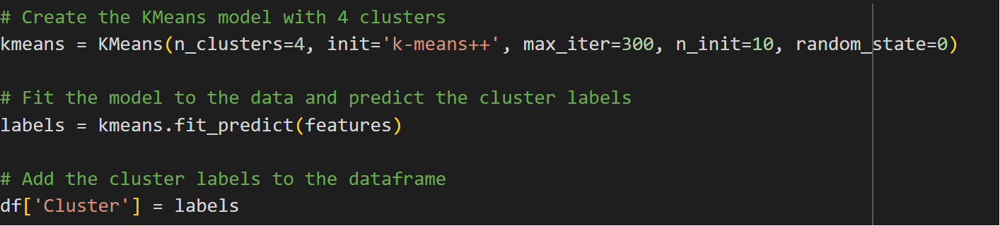 # Create the KMeans model with 4 clusters
kmeans = KMeans(n_clusters=4, init='k-means++', max_iter=300, n_init=10, random_state=0)
# Fit the model to the data and predict the cluster labels
labels = kmeans.fit_predict(features)
# Add the cluster labels to the dataframe
df['Cluster'] = labels